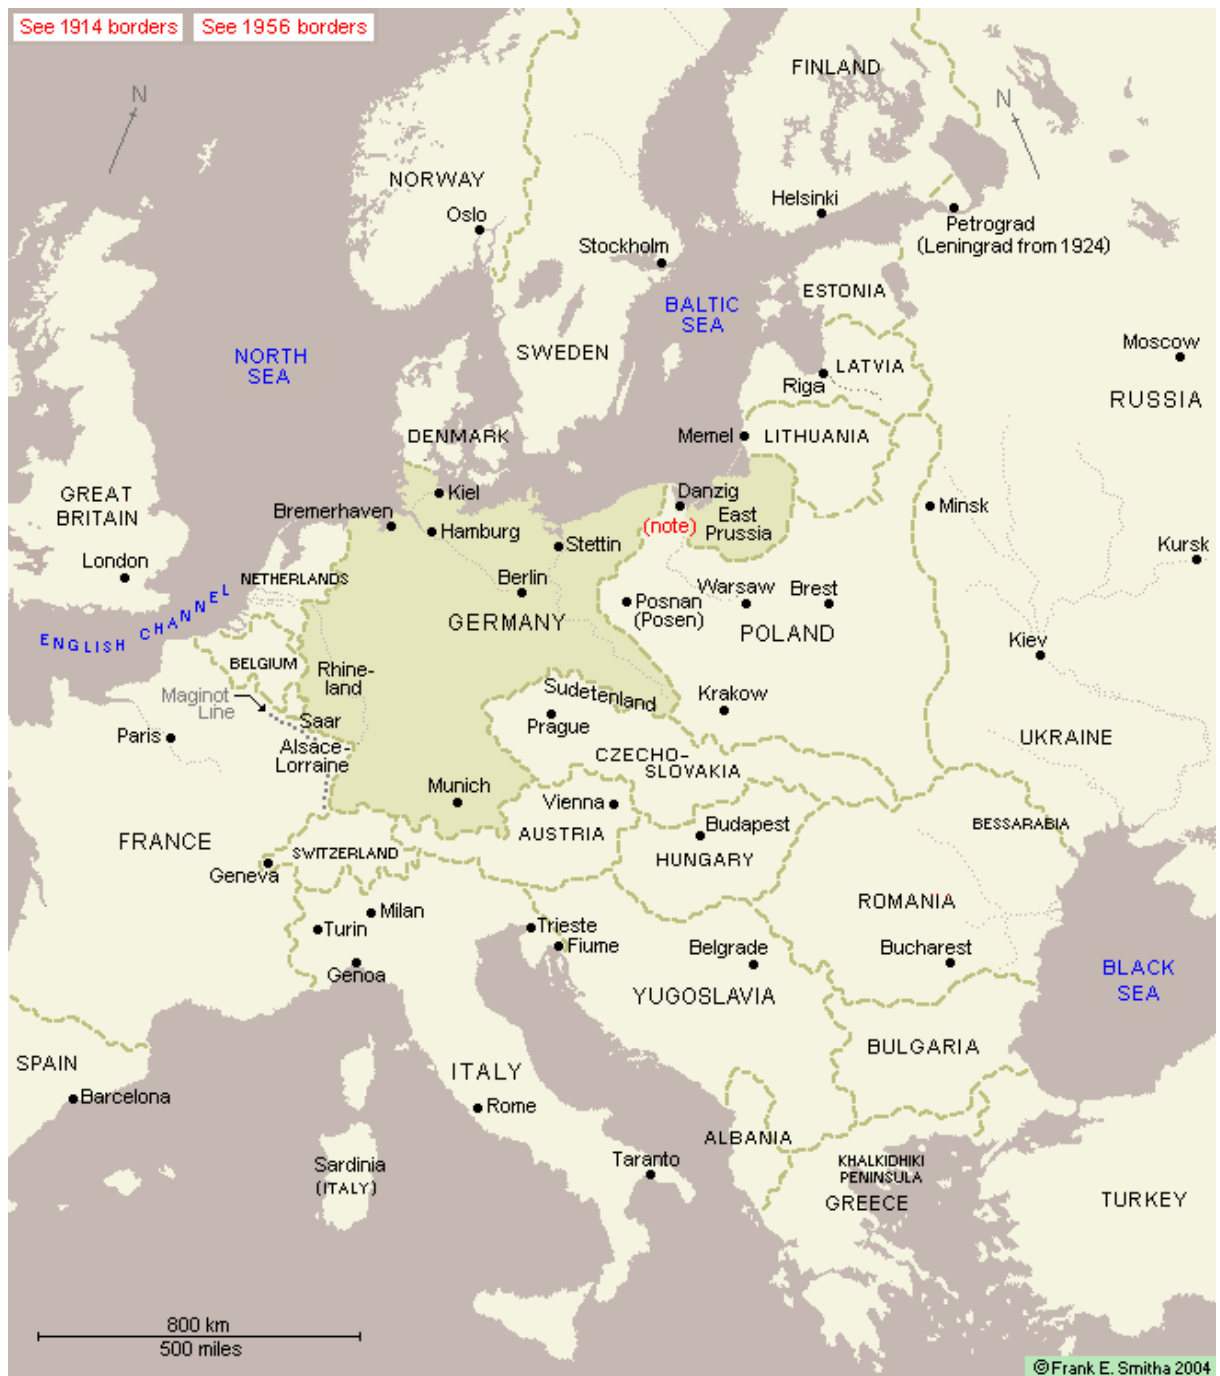 See 1914 borders
See 1956 borders
FINLAND
N
N
NORWAY
Oslo
Helsinki
Petrograd
(Leningrad from 1924)
Stockholm
ESTONIA
BALTIC
SEA
NORTH
SEA
SWEDEN
Moscow
LATVIA
Riga
RUSSIA
DENMARK
Memel
LITHUANIA
GREAT
BRITAIN
Kiel
Bremerhaven
Danzig
(note)
East
Prussia
Minsk
Hamburg
Stettin
Kursk
London
NETHERLANDS
Berlin
Warsaw
Brest
Posnan
(Posen)
ENGLISH CHANNEL
GERMANY
POLAND
Kiev
BELGIUM
Rhine-
land
Maginot
Line
Sudetenland
Krakow
Saar
Prague
Paris
Alsace-
Lorraine
UKRAINE
CZECHO-
SLOVAKIA
Munich
Vienna
AUSTRIA
Budapest
HUNGARY
BESSARABIA
FRANCE
SWITZERLAND
Geneva
ROMANIA
Milan
Turin
Trieste
Fiume
Belgrade
Bucharest
Genoa
BLACK
SEA
YUGOSLAVIA
BULGARIA
SPAIN
ITALY
Barcelona
Rome
ALBANIA
Taranto
KHALKIDHIKI
PENINSULA
Sardinia
(ITALY)
GREECE
TURKEY
800 km
500 miles
©Frank E. Smitha 2004